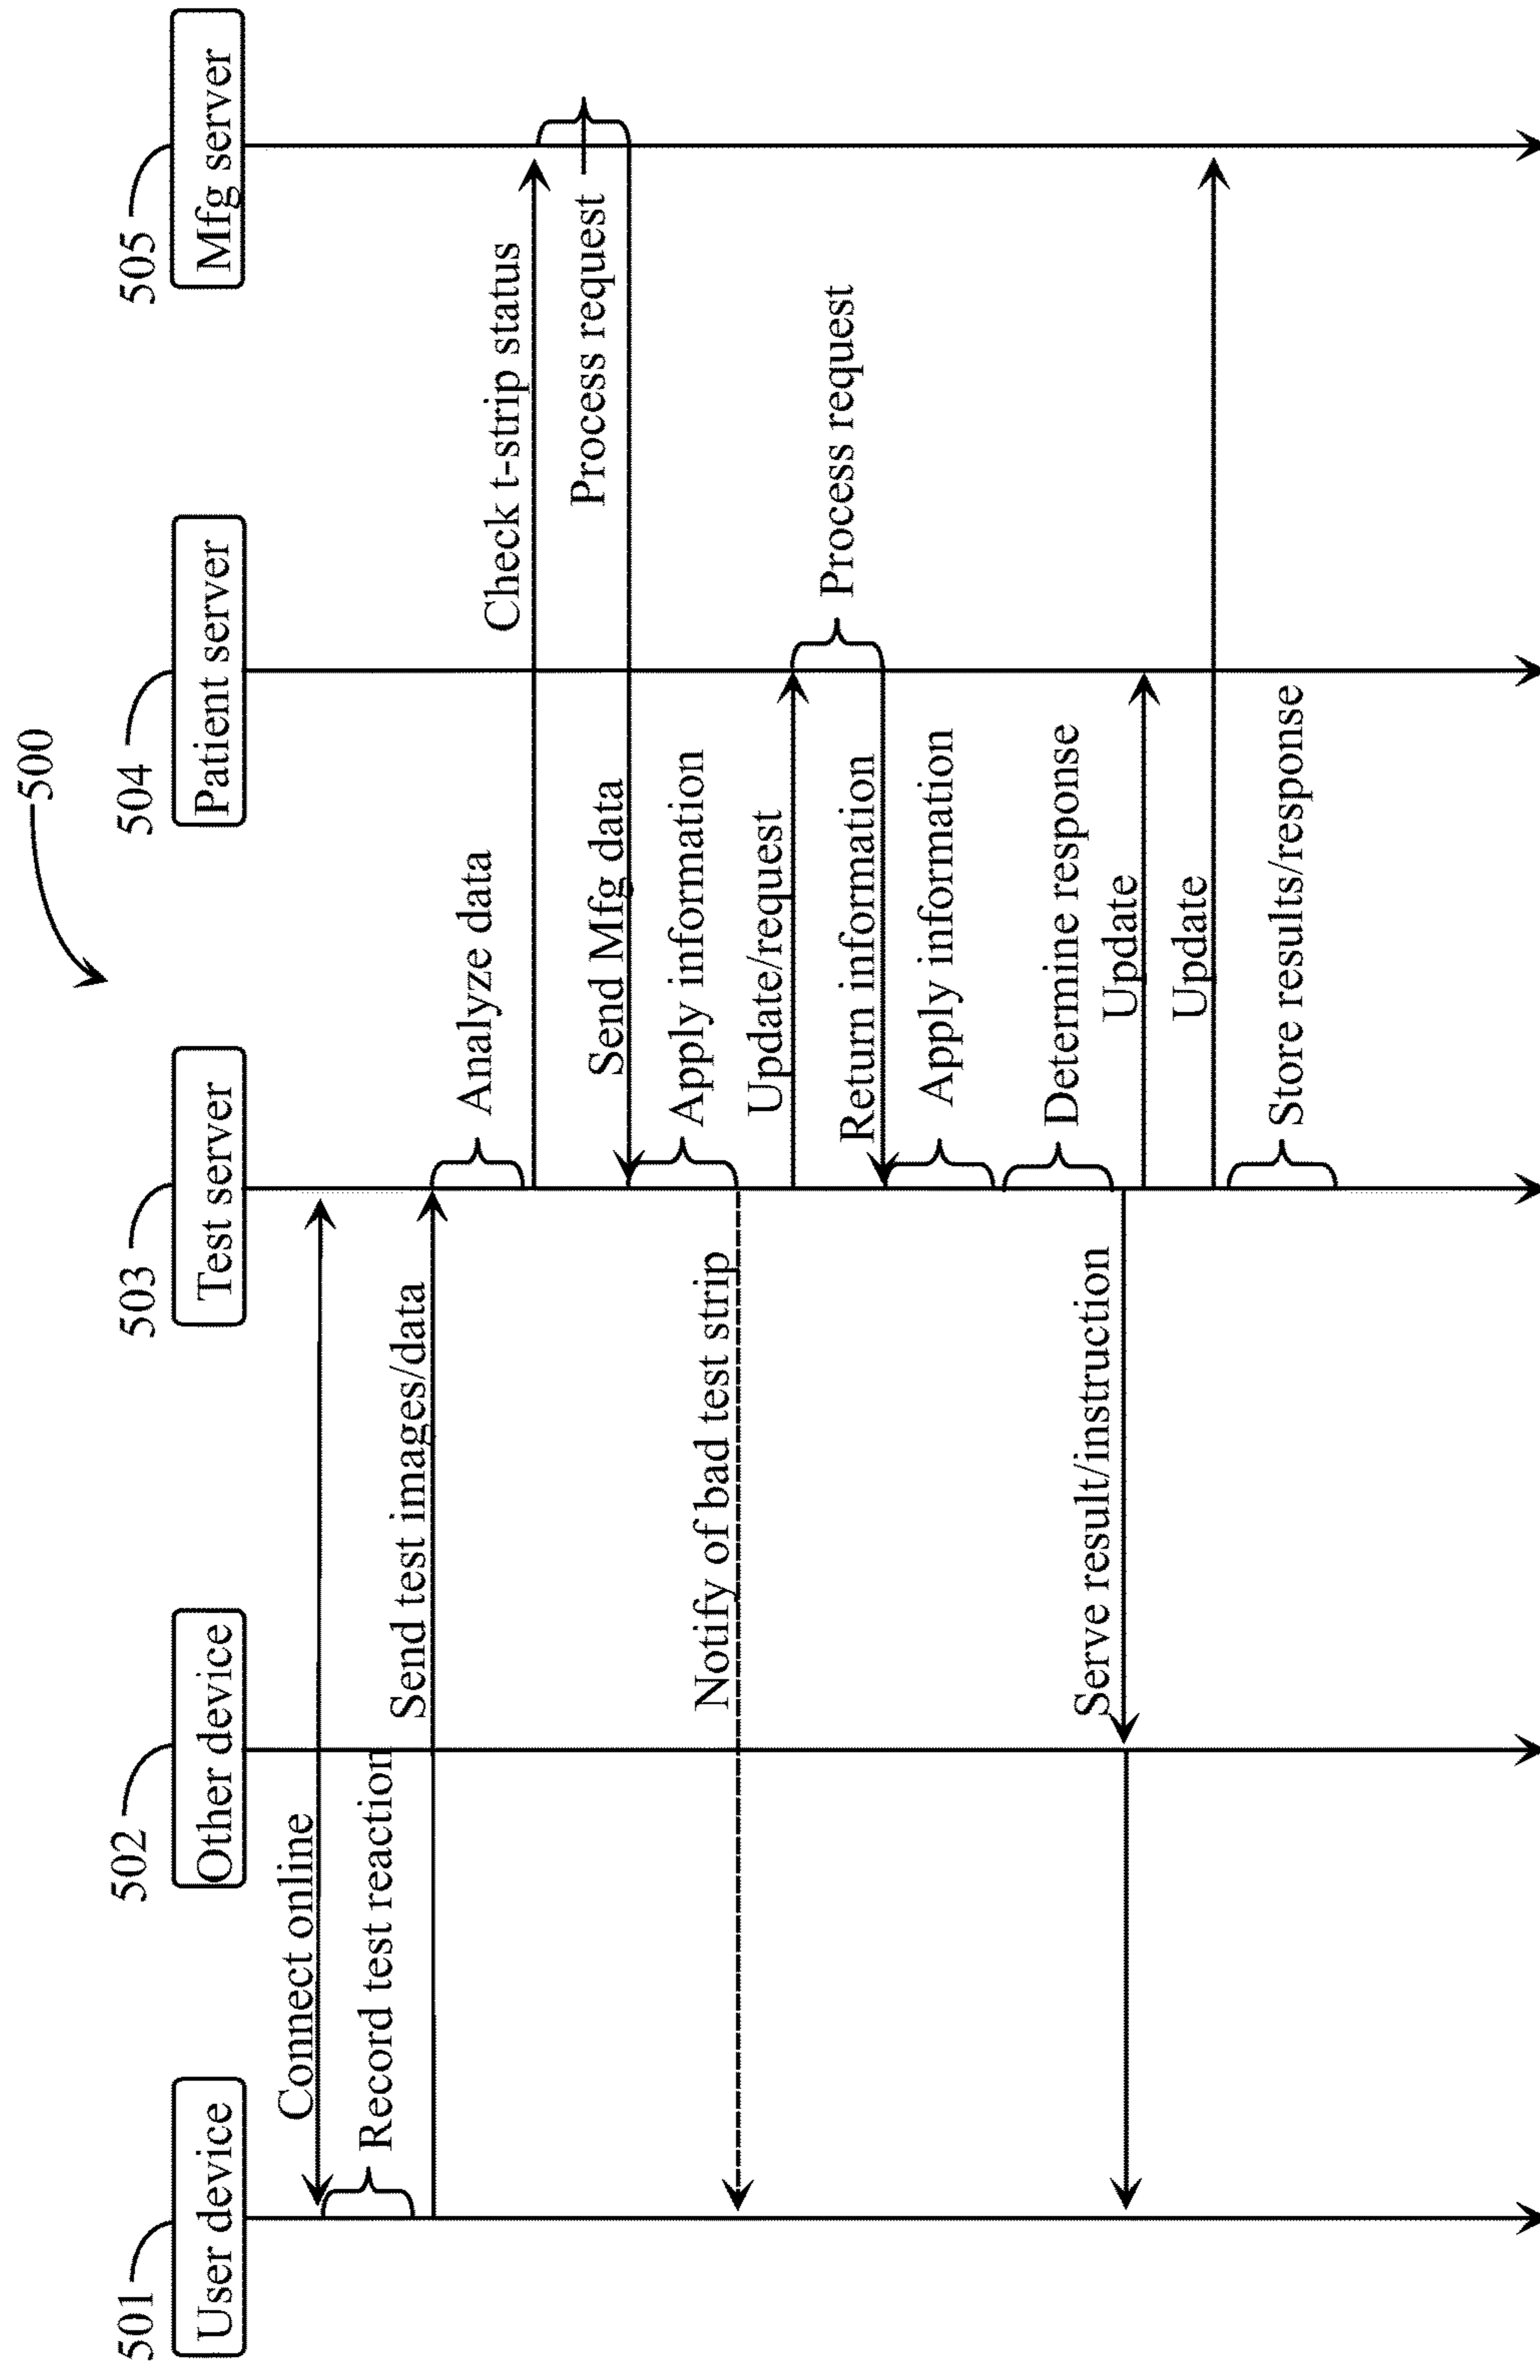 500
501
502
503
504
505
User device
Other device
Test server
Patient server
Mfg server
Connect online
Record test reaction
Send test images/data
Analyze data
Check t-strip status
Process request
Send Mfg data
Apply information
Notify of bad test strip
Update/request
Process request
Return information
Apply information
Determine response
Serve result/instruction
Update
Update
Store results/response